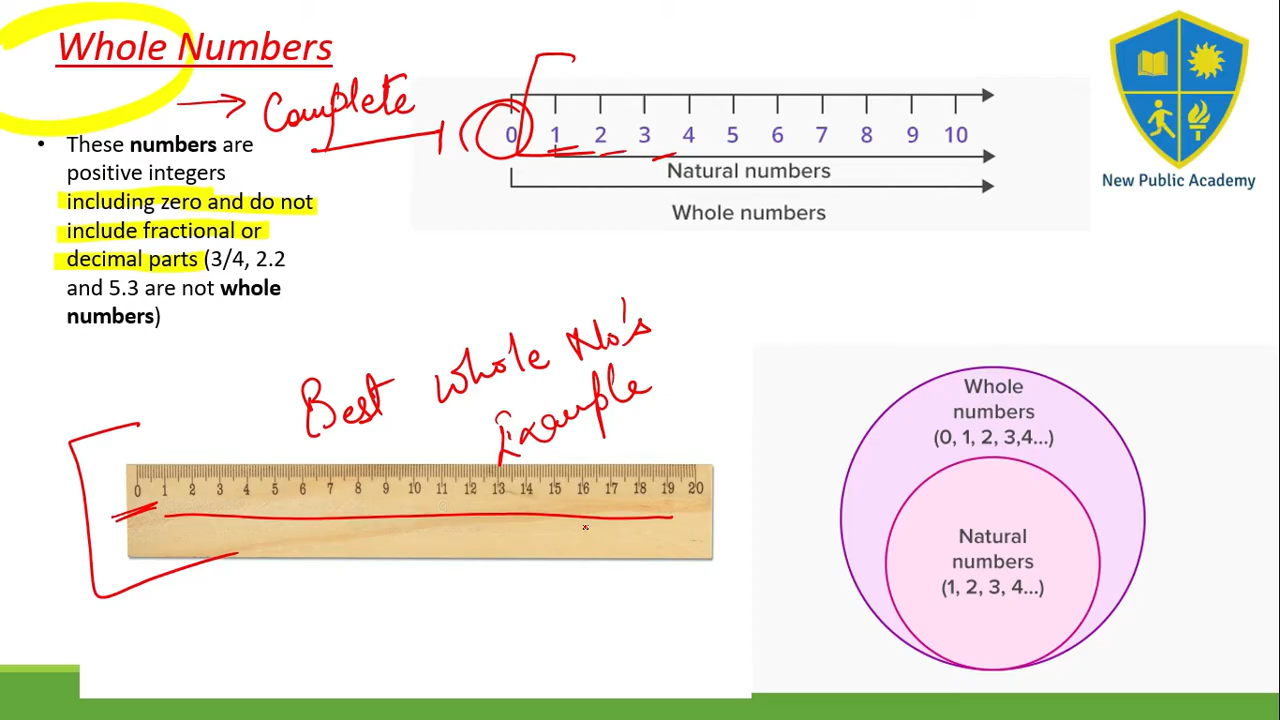 Whole Numbers
→ Complete
• These numbers are
positive integers
including zero and do not
include fractional or
decimal parts (3/4, 2.2
and 5.3 are not whole
numbers)
0 1 2 3 4 5 6 7 8 9 10
Natural numbers
Whole numbers
New Public Academy
Best Whole No's
Example
0 1 2 3 4 5 6 7 8 9 10 11 12 13 14 15 16 17 18 19 20
Whole
numbers
(0, 1, 2, 3,4...)
Natural
numbers
(1, 2, 3, 4...)